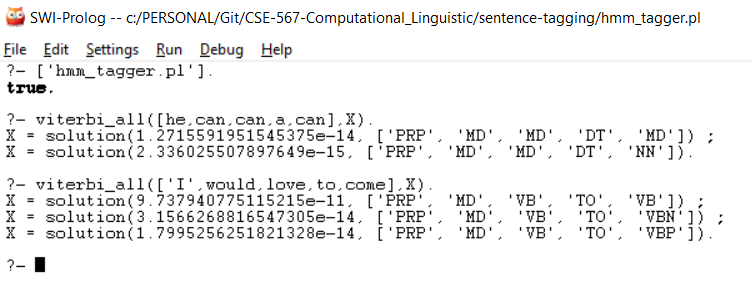 SWI-Prolog -- c:/PERSONAL/Git/CSE-567-Computational_Linguistic/sentence-tagging/hmm_tagger.pl
File Edit Settings Run Debug Help
?- ['hmm_tagger.pl'].
true.
?- viterbi_all([he,can,can,a,can],X).
X = solution(1.2715591951545375e-14, ['PRP', 'MD', 'MD', 'DT', 'MD']) ;
X = solution(2.336025507897649e-15, ['PRP', 'MD', 'MD', 'DT', 'NN']).
?- viterbi_all(['I',would,love,to,come],X).
X = solution(9.737940775115215e-11, ['PRP', 'MD', 'VB', 'TO', 'VB']) ;
X = solution(3.1566268816547305e-14, ['PRP', 'MD', 'VB', 'TO', 'VBN']) ;
X = solution(1.7995256251821328e-14, ['PRP', 'MD', 'VB', 'TO', 'VBP']).
?-